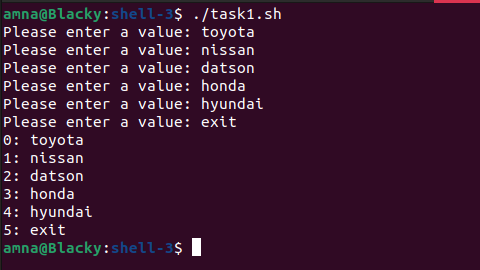 amna@Blacky:shell-3$ ./task1.sh
Please enter a value: toyota
Please enter a value: nissan
Please enter a value: datson
Please enter a value: honda
Please enter a value: hyundai
Please enter a value: exit
0: toyota
1: nissan
2: datson
3: honda
4: hyundai
5: exit
amna@Blacky:shell-3$